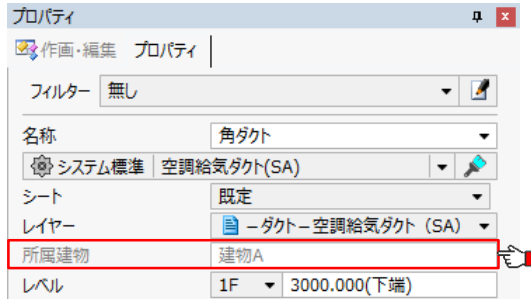 プロパティ
作画・編集 プロパティ
フィルター 無し
名称 角ダクト
システム標準 空調給気ダクト(SA)
シート 既定
レイヤー －ダクト－空調給気ダクト（SA）
所属建物 建物A
レベル 1F 3000.000(下端)